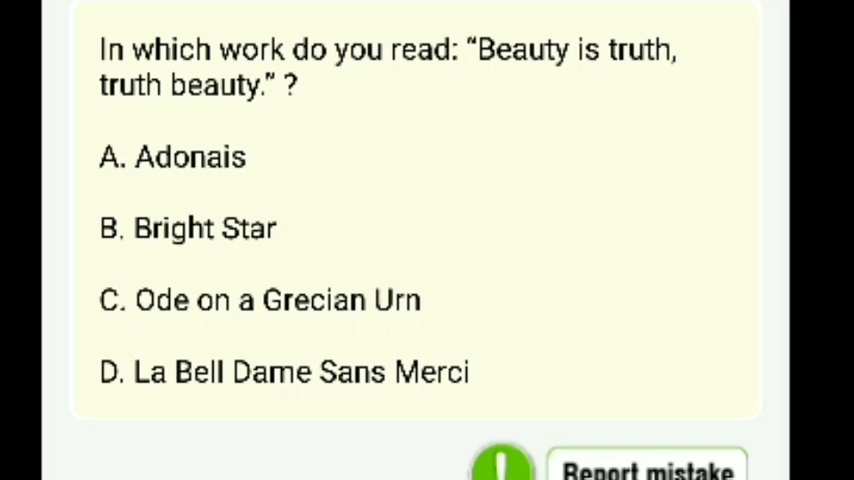 In which work do you read: “Beauty is truth,
truth beauty.” ?
A. Adonais
B. Bright Star
C. Ode on a Grecian Urn
D. La Bell Dame Sans Merci
! Report mistake